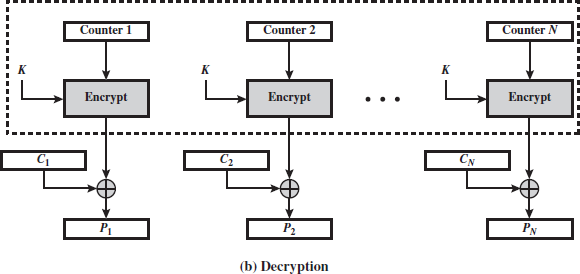 Counter 1 Counter 2 Counter N
K K K
Encrypt Encrypt • • • Encrypt
C1 C2 CN
P1 P2 PN
(b) Decryption